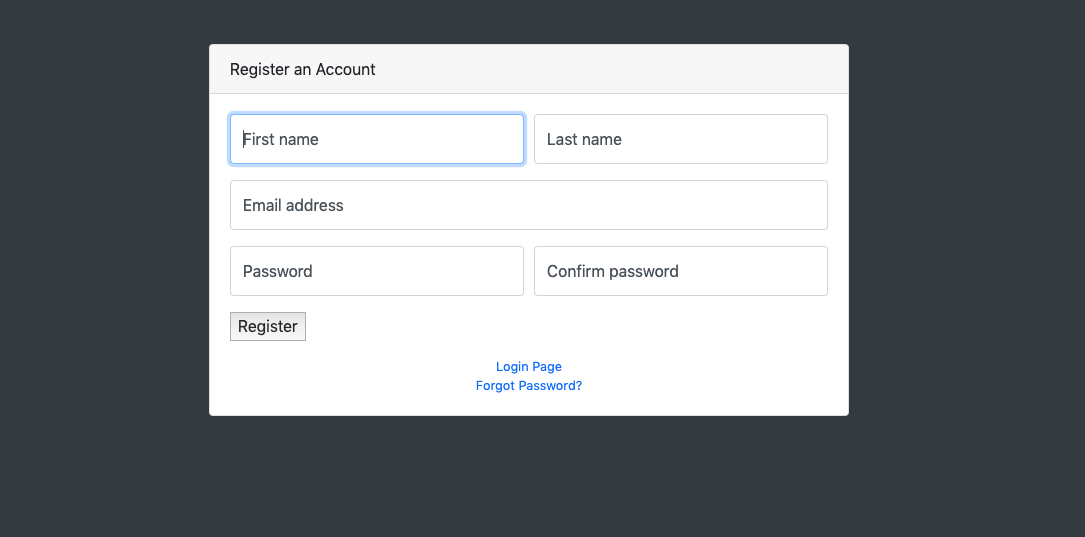 Register an Account
First name Last name
Email address
Password Confirm password
Register
Login Page
Forgot Password?